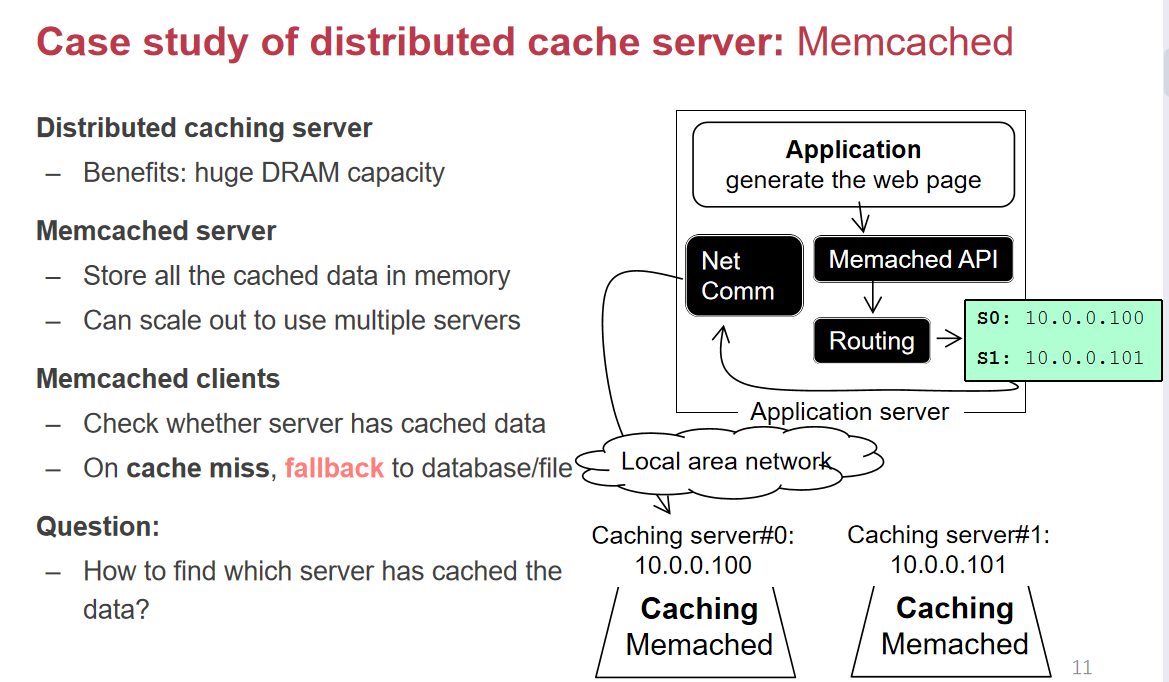 Case study of distributed cache server: Memcached
Distributed caching server
– Benefits: huge DRAM capacity
Memcached server
– Store all the cached data in memory
– Can scale out to use multiple servers
Memcached clients
– Check whether server has cached data
– On cache miss, fallback to database/file
Question:
– How to find which server has cached the
data?
Application
generate the web page
Net
Comm
Memached API
Routing
S0: 10.0.0.100
S1: 10.0.0.101
Application server
Local area network
Caching server#0:
10.0.0.100
Caching
Memached
Caching server#1:
10.0.0.101
Caching
Memached
11